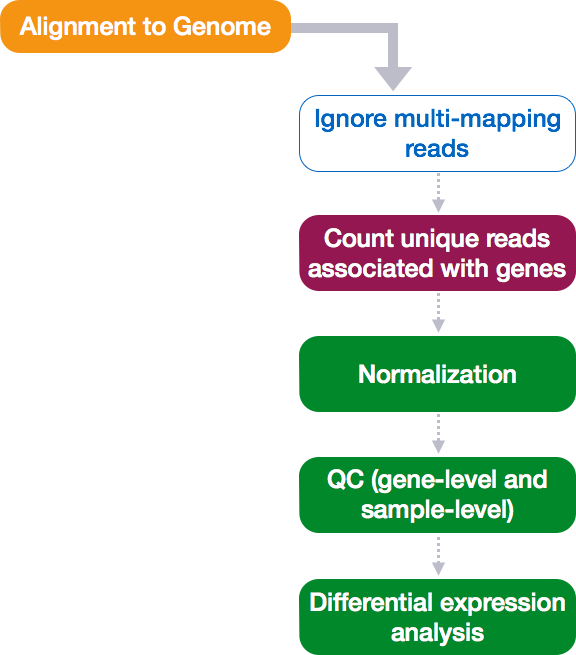 Alignment to Genome
Ignore multi-mapping
reads
Count unique reads
associated with genes
Normalization
QC (gene-level and
sample-level)
Differential expression
analysis